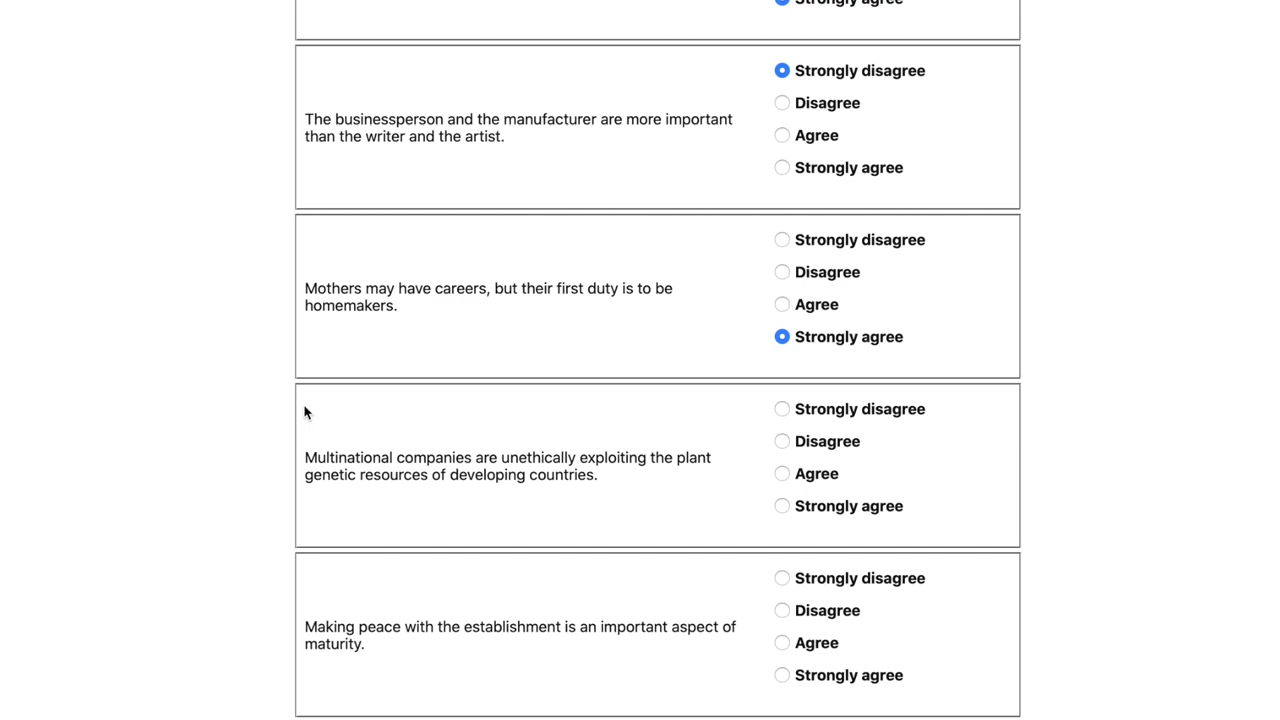 Strongly agree
Strongly disagree
Disagree
The businessperson and the manufacturer are more important
than the writer and the artist.
Agree
Strongly agree
Strongly disagree
Disagree
Mothers may have careers, but their first duty is to be
homemakers.
Agree
Strongly agree
Strongly disagree
Disagree
Multinational companies are unethically exploiting the plant
genetic resources of developing countries.
Agree
Strongly agree
Strongly disagree
Disagree
Making peace with the establishment is an important aspect of
maturity.
Agree
Strongly agree